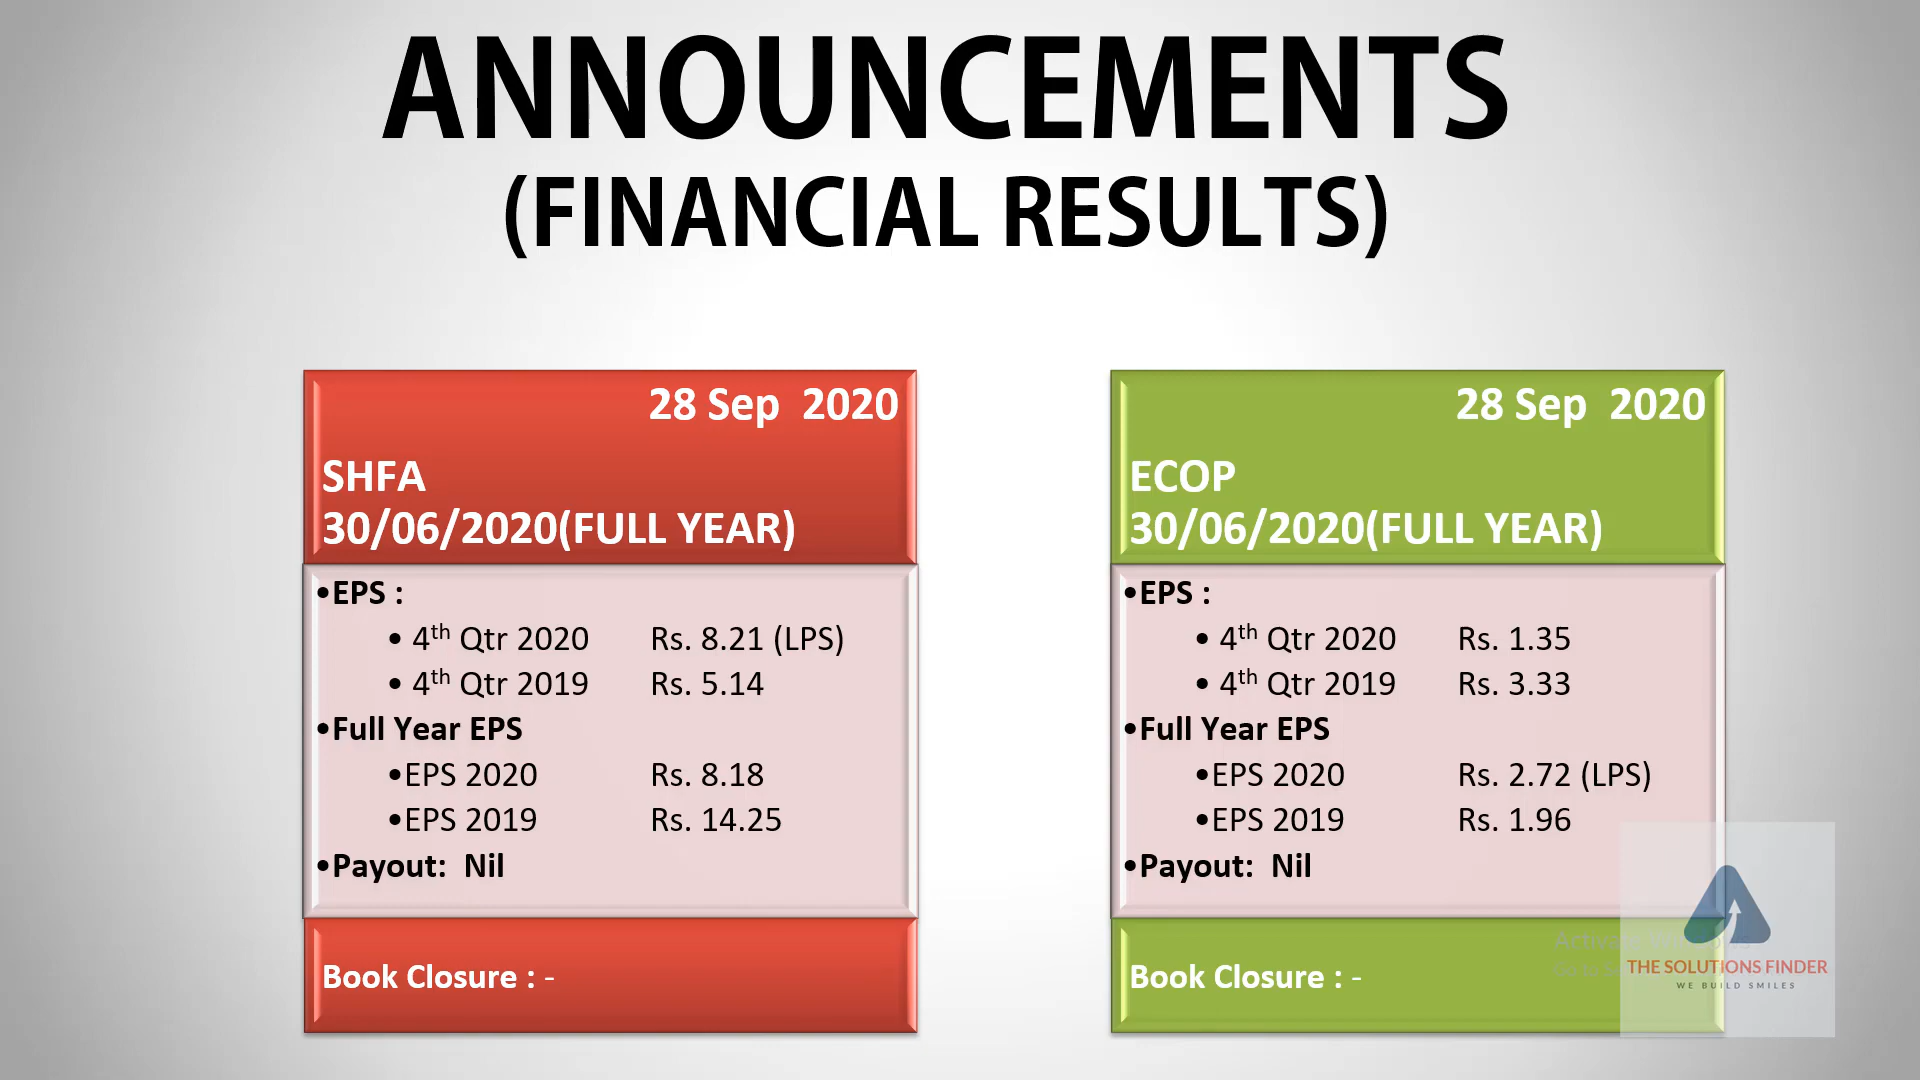 ANNOUNCEMENTS
(FINANCIAL RESULTS)
28 Sep 2020
SHFA
30/06/2020(FULL YEAR)
•EPS :
• 4th Qtr 2020 Rs. 8.21 (LPS)
• 4th Qtr 2019 Rs. 5.14
•Full Year EPS
•EPS 2020 Rs. 8.18
•EPS 2019 Rs. 14.25
•Payout: Nil
Book Closure : -
28 Sep 2020
ECOP
30/06/2020(FULL YEAR)
•EPS :
• 4th Qtr 2020 Rs. 1.35
• 4th Qtr 2019 Rs. 3.33
•Full Year EPS
•EPS 2020 Rs. 2.72 (LPS)
•EPS 2019 Rs. 1.96
•Payout: Nil
Book Closure : -
Activate Windows
THE SOLUTIONS FINDER
WE BUILD SMILES